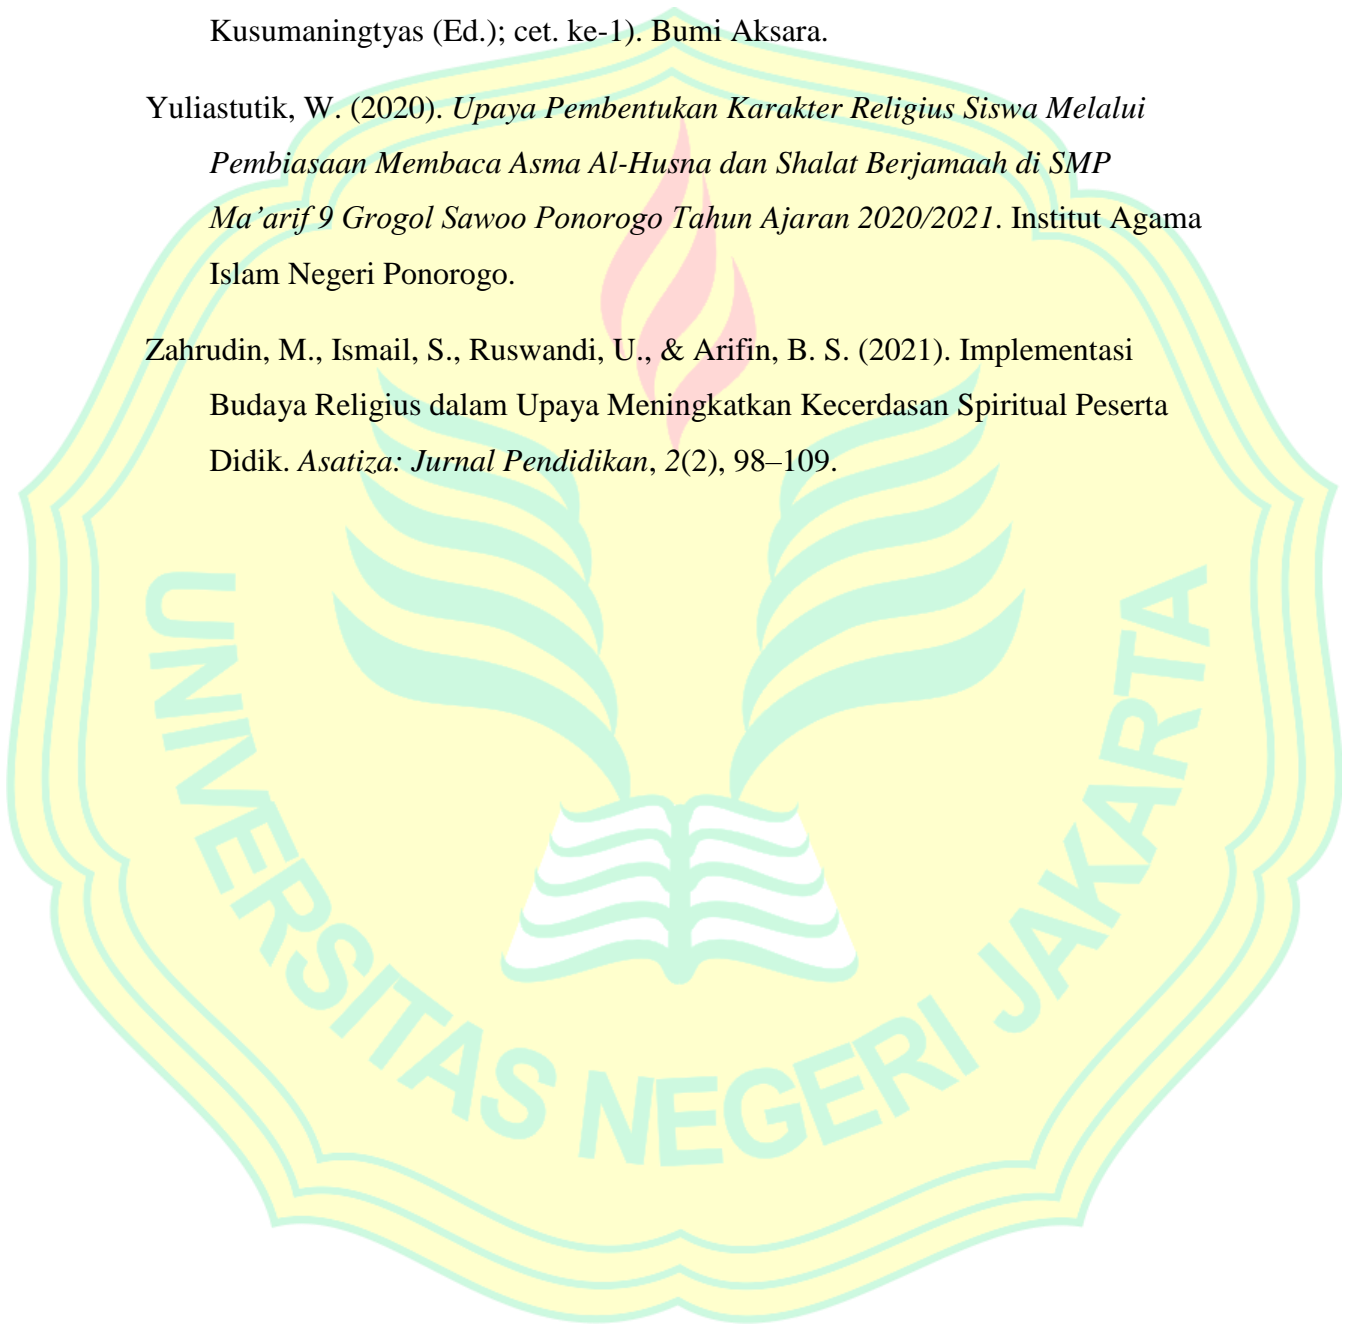 Kusumaningtyas (Ed.); cet. ke-1). Bumi Aksara.
Yuliastutik, W. (2020). Upaya Pembentukan Karakter Religius Siswa Melalui
Pembiasaan Membaca Asma Al-Husna dan Shalat Berjamaah di SMP
Ma’arif 9 Grogol Sawoo Ponorogo Tahun Ajaran 2020/2021. Institut Agama
Islam Negeri Ponorogo.
Zahrudin, M., Ismail, S., Ruswandi, U., & Arifin, B. S. (2021). Implementasi
Budaya Religius dalam Upaya Meningkatkan Kecerdasan Spiritual Peserta
Didik. Asatiza: Jurnal Pendidikan, 2(2), 98–109.
UNIVERSITAS NEGERI JAKARTA